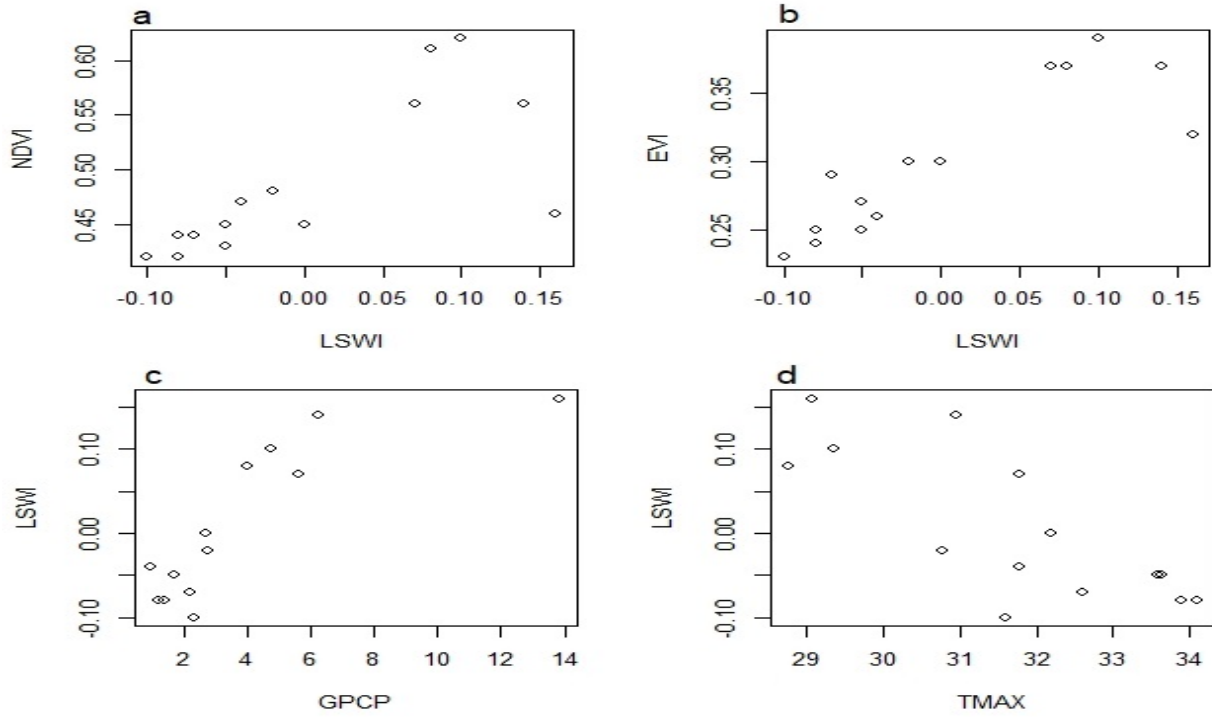 a
NDVI
0.45 0.50 0.55 0.60
-0.10 0.00 0.05 0.10 0.15
LSWI
b
EVI
0.25 0.30 0.35
-0.10 0.00 0.05 0.10 0.15
LSWI
c
LSWI
-0.10 0.00 0.10
2 4 6 8 10 12 14
GPCP
d
LSWI
-0.10 0.00 0.10
29 30 31 32 33 34
TMAX